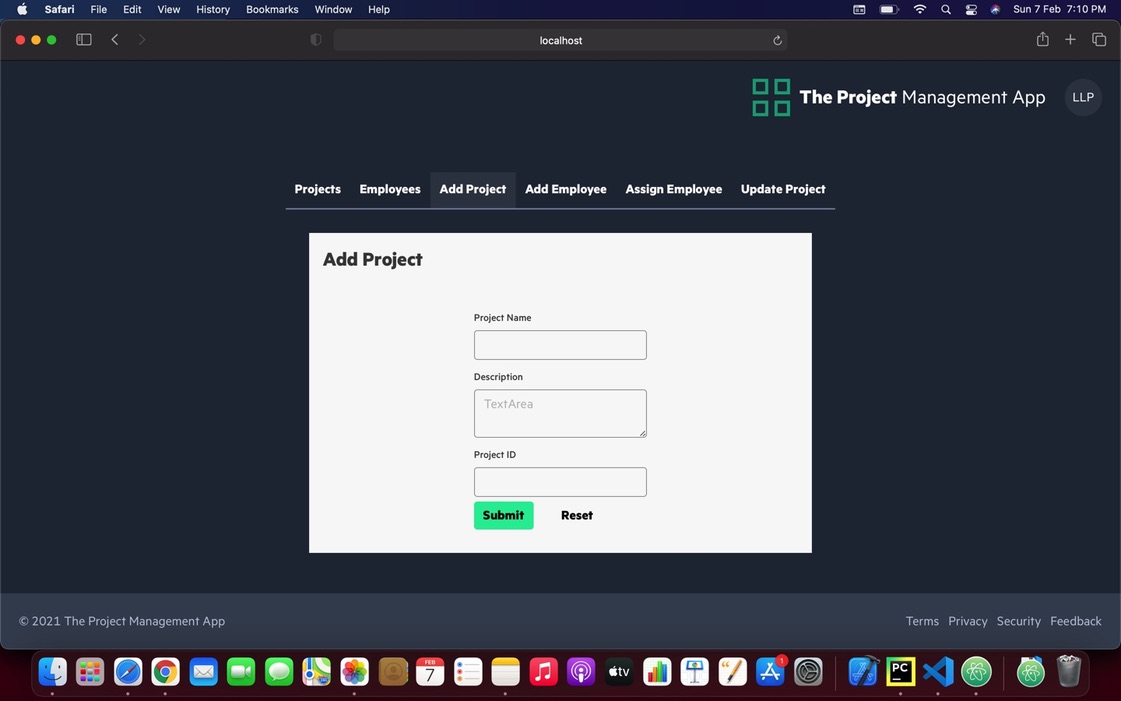 Safari File Edit View History Bookmarks Window Help Sun 7 Feb 7:10 PM
localhost
The Project Management App LLP
Projects Employees Add Project Add Employee Assign Employee Update Project
Add Project
Project Name
Description
TextArea
Project ID
Submit Reset
© 2021 The Project Management App Terms Privacy Security Feedback
FEB
7
tv
1
PC